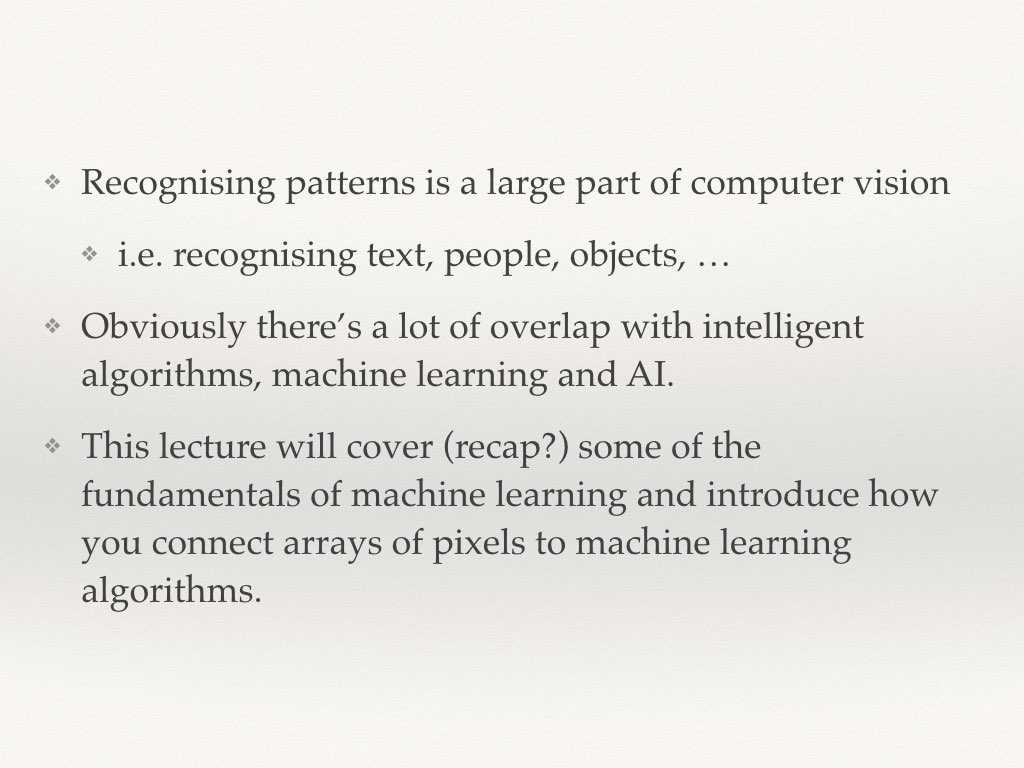 ❖ Recognising patterns is a large part of computer vision
❖ i.e. recognising text, people, objects, …
❖ Obviously there’s a lot of overlap with intelligent
algorithms, machine learning and AI.
❖ This lecture will cover (recap?) some of the
fundamentals of machine learning and introduce how
you connect arrays of pixels to machine learning
algorithms.